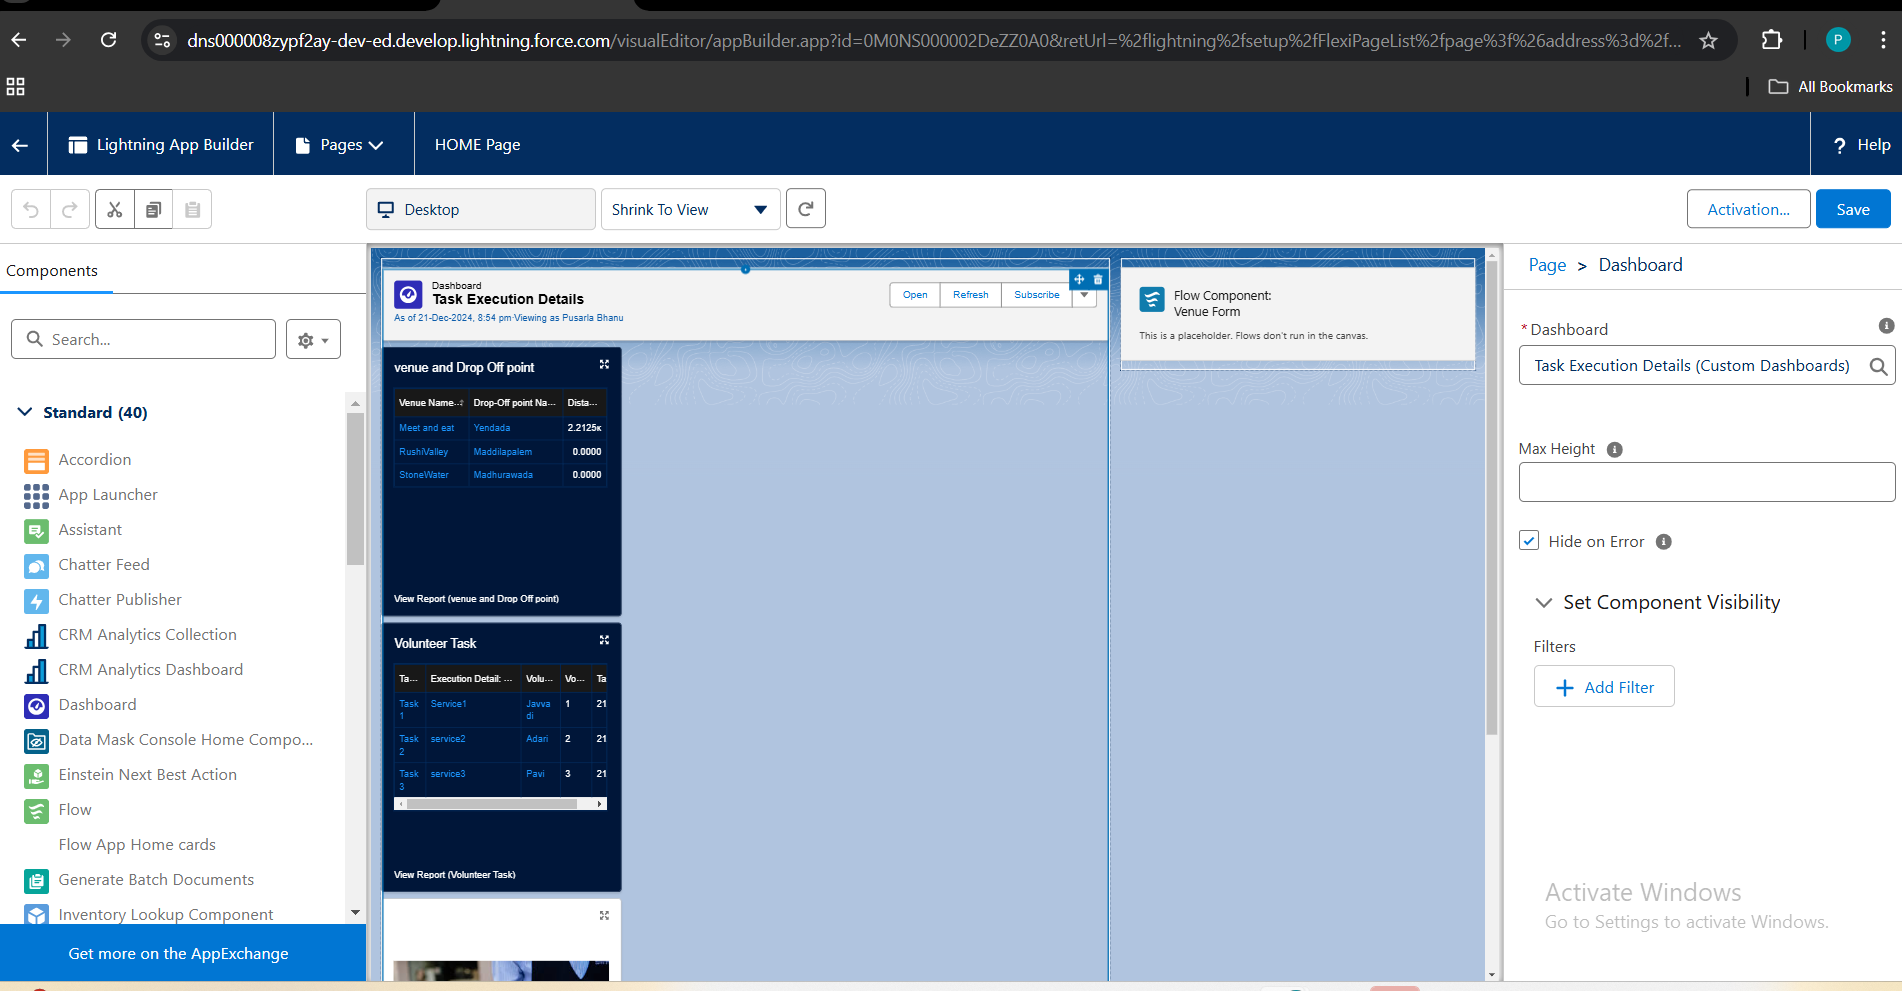 dns000008zypf2ay-dev-ed.develop.lightning.force.com/visualEditor/appBuilder.app?id=0M0NS000002DeZZ0A0&retUrl=%2flightning%2fsetup%2fFlexiPageList%2fpage%3f%26address%3d%2f...
P
All Bookmarks
Lightning App Builder
Pages
HOME Page
? Help
Desktop
Shrink To View
Activation...
Save
Components
Search...
Standard (40)
Accordion
App Launcher
Assistant
Chatter Feed
Chatter Publisher
CRM Analytics Collection
CRM Analytics Dashboard
Dashboard
Data Mask Console Home Compo...
Einstein Next Best Action
Flow
Flow App Home cards
Generate Batch Documents
Inventory Lookup Component
Get more on the AppExchange
Dashboard
Task Execution Details
As of 21-Dec-2024, 8:54 pm·Viewing as Pusarla Bhanu
Open Refresh Subscribe
venue and Drop Off point
Venue Name... Drop-Off point Na... Dista...
Meet and eat Yendada 2.2125к
RushiValley Maddilapalem 0.0000
StoneWater Madhurawada 0.0000
View Report (venue and Drop Off point)
Volunteer Task
Ta... Execution Detail: ... Volu... Vo... Ta
Task 1 Service1 Javvadi 1 21
Task 2 service2 Adari 2 21
Task 3 service3 Pavi 3 21
View Report (Volunteer Task)
Flow Component:
Venue Form
This is a placeholder. Flows don't run in the canvas.
Page > Dashboard
* Dashboard
Task Execution Details (Custom Dashboards)
Max Height
Hide on Error
Set Component Visibility
Filters
+ Add Filter
Activate Windows
Go to Settings to activate Windows.